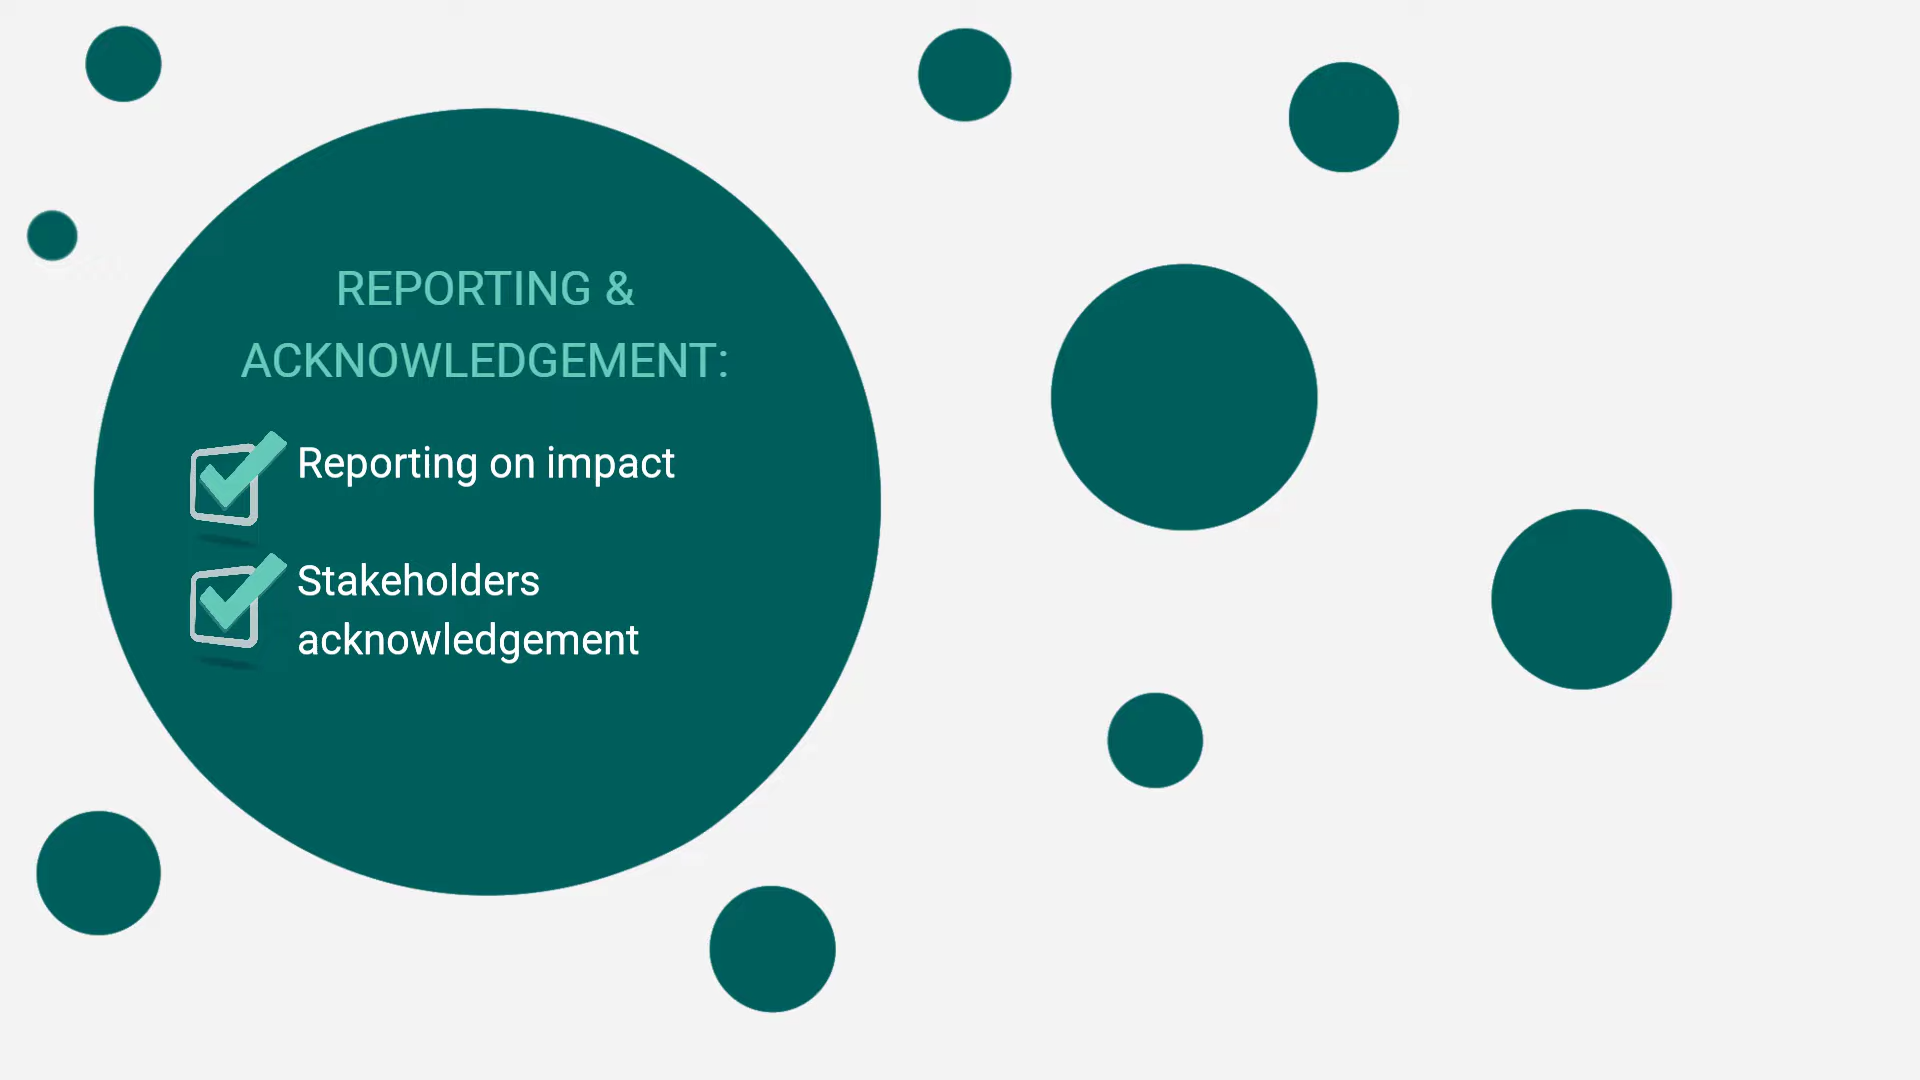 REPORTING &
ACKNOWLEDGEMENT:
Reporting on impact
Stakeholders
acknowledgement